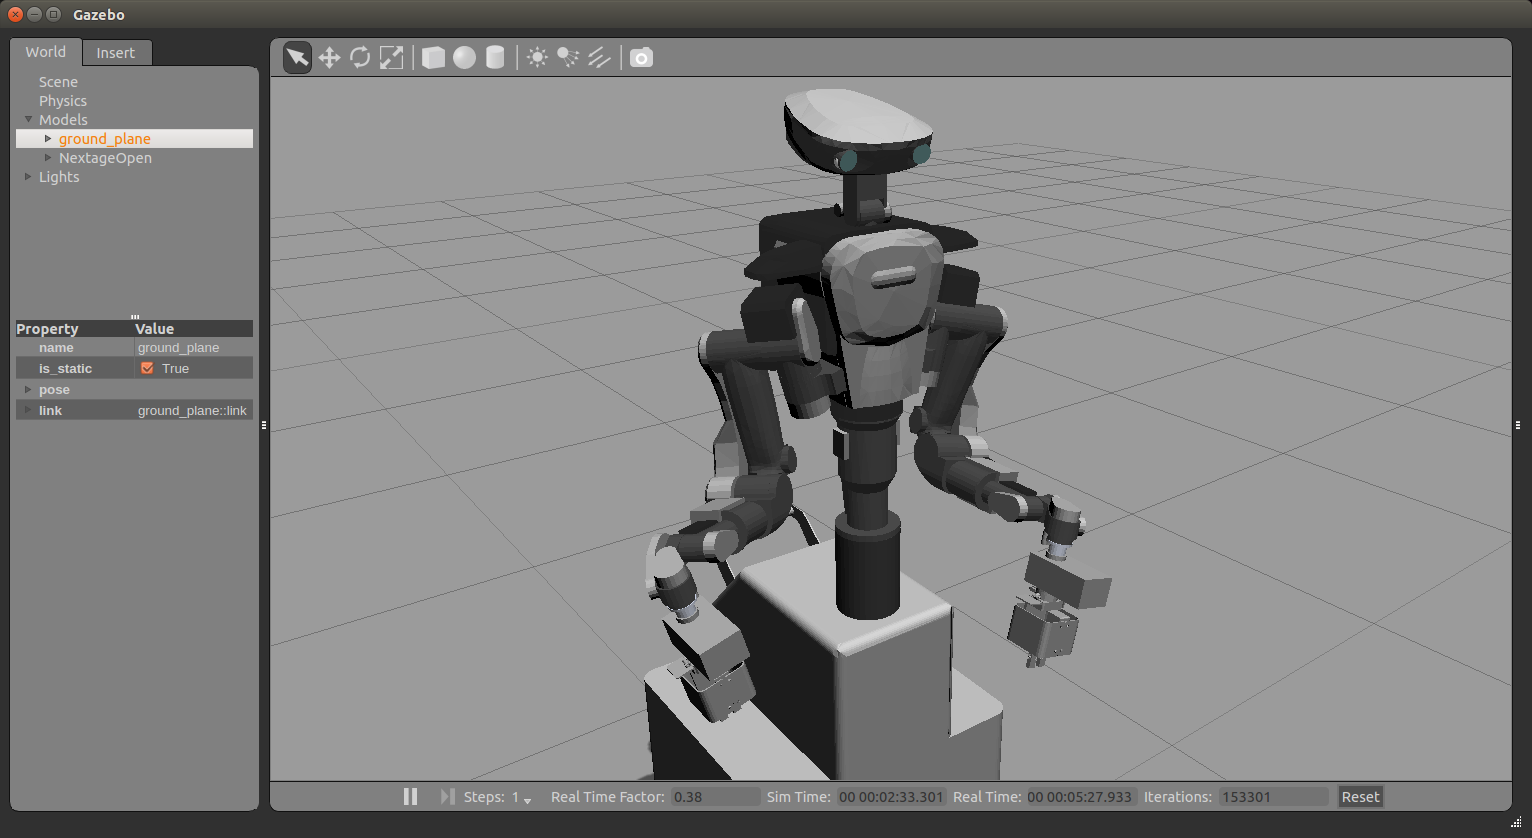 Gazebo
World Insert
Scene
Physics
Models
ground_plane
NextageOpen
Lights
Property Value
name ground_plane
is_static True
pose
link ground_plane::link
Steps: 1 Real Time Factor: 0.38 Sim Time: 00 00:02:33.301 Real Time: 00 00:05:27.933 Iterations: 153301 Reset